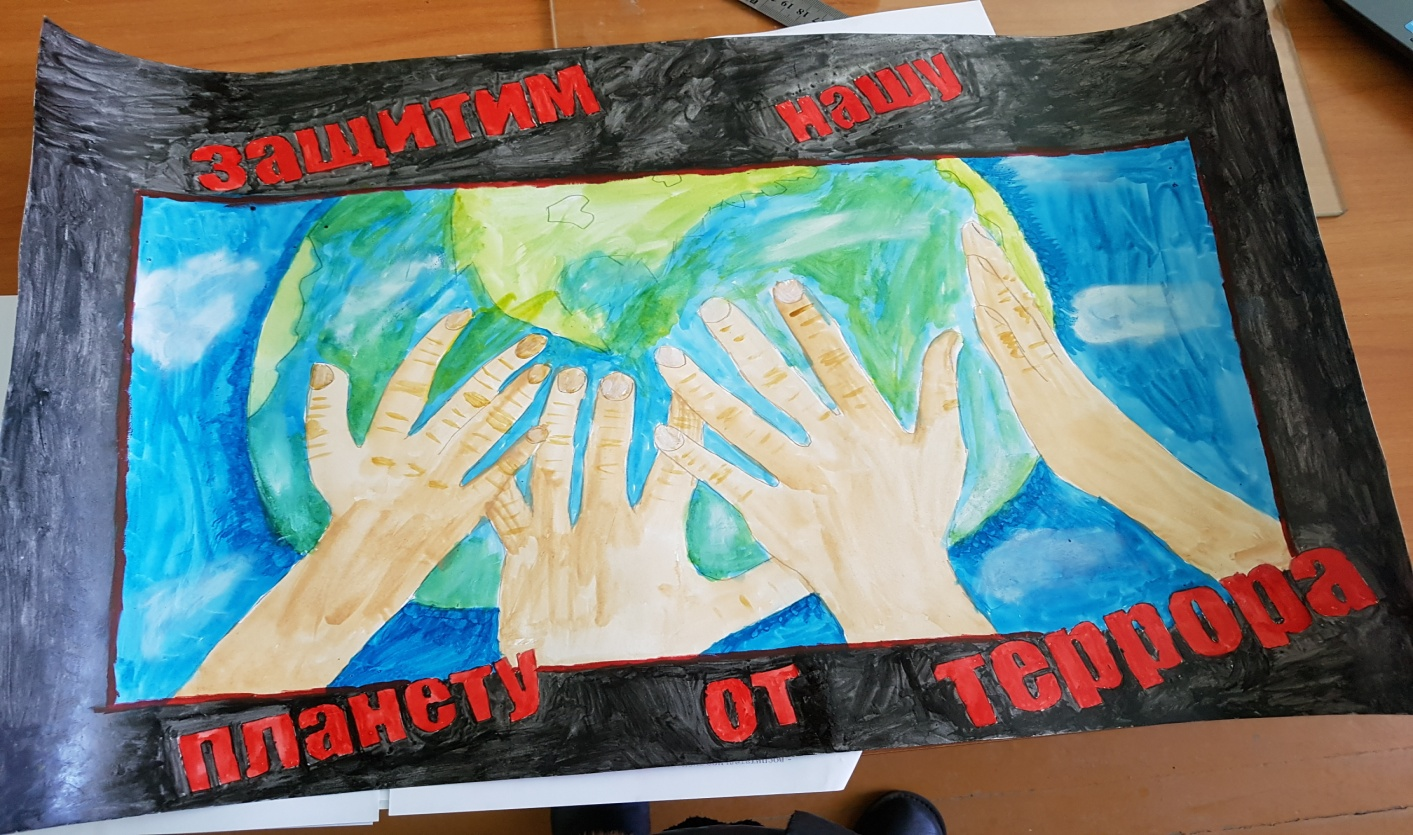 защитим нашу
планету от террора